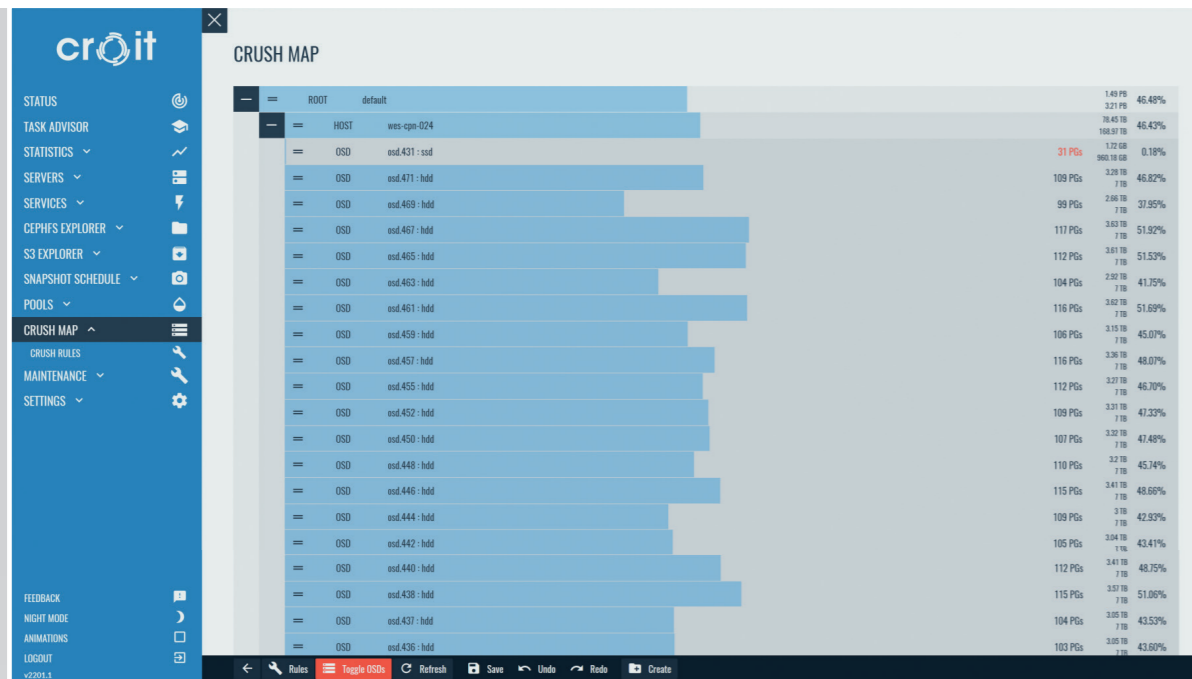 croit
STATUS
TASK ADVISOR
STATISTICS
SERVERS
SERVICES
CEPHFS EXPLORER
S3 EXPLORER
SNAPSHOT SCHEDULE
POOLS
CRUSH MAP
CRUSH RULES
MAINTENANCE
SETTINGS
FEEDBACK
NIGHT MODE
ANIMATIONS
LOGOUT
v2201.1
CRUSH MAP
ROOT default 1.49 PB 3.21 PB 46.48%
HOST wes-cpn-024 78.45 TB 168.97 TB 46.43%
OSD osd.431 : ssd 31 PGs 1.72 GB 960.18 GB 0.18%
OSD osd.471 : hdd 109 PGs 3.28 TB 7 TB 46.82%
OSD osd.469 : hdd 99 PGs 2.66 TB 7 TB 37.95%
OSD osd.467 : hdd 117 PGs 3.63 TB 7 TB 51.92%
OSD osd.465 : hdd 112 PGs 3.61 TB 7 TB 51.53%
OSD osd.463 : hdd 104 PGs 2.92 TB 7 TB 41.75%
OSD osd.461 : hdd 116 PGs 3.62 TB 7 TB 51.69%
OSD osd.459 : hdd 106 PGs 3.15 TB 7 TB 45.07%
OSD osd.457 : hdd 116 PGs 3.36 TB 7 TB 48.07%
OSD osd.455 : hdd 112 PGs 3.27 TB 7 TB 46.70%
OSD osd.452 : hdd 109 PGs 3.31 TB 7 TB 47.33%
OSD osd.450 : hdd 107 PGs 3.32 TB 7 TB 47.48%
OSD osd.448 : hdd 110 PGs 3.2 TB 7 TB 45.74%
OSD osd.446 : hdd 115 PGs 3.41 TB 7 TB 48.66%
OSD osd.444 : hdd 109 PGs 3 TB 7 TB 42.93%
OSD osd.442 : hdd 105 PGs 3.04 TB 7 TB 43.41%
OSD osd.440 : hdd 112 PGs 3.41 TB 7 TB 48.75%
OSD osd.438 : hdd 115 PGs 3.57 TB 7 TB 51.06%
OSD osd.437 : hdd 104 PGs 3.05 TB 7 TB 43.53%
OSD osd.436 : hdd 103 PGs 3.05 TB 7 TB 43.60%
Rules Toggle OSDs Refresh Save Undo Redo Create